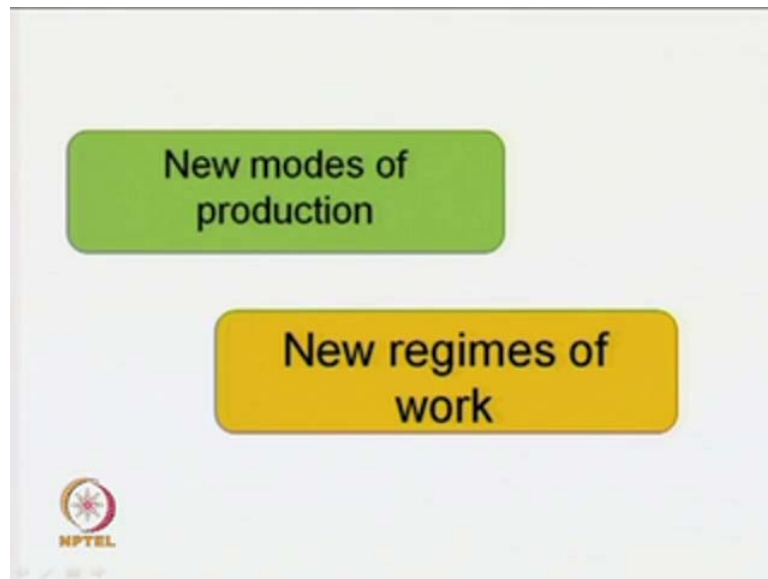 New modes of
production
New regimes of
work
NPTEL